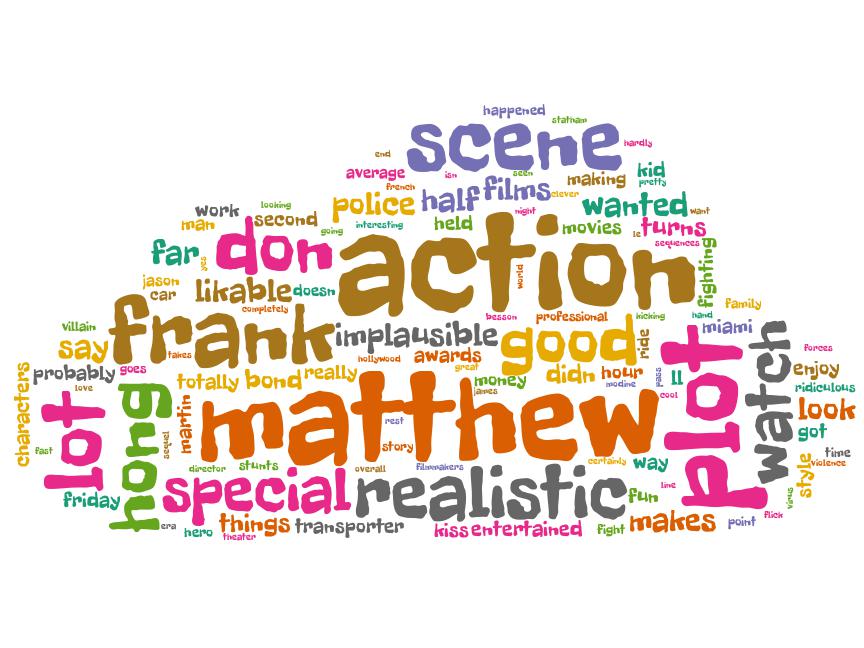 happened
statham
scene
hardly
end
average
isn
seen
making
kid
pretty
french
half
films
clever
work
looking
police
wanted
want
man
second
going
interesting
held
night
movies
le
turns
sequences
far
yes
don
action
world
fighting
jason
car
likable
doesn
completely
besson
professional
kicking
hand
family
villain
frank
implausible
good
ride
miami
say
takes
hollywood
awards
great
plot
watch
forces
probably
goes
totally
bond
really
money
james
didn
hour
modine
pass
ll
cool
enjoy
ridiculous
characters
love
lot
hong
martin
sequel
matthew
rest
story
look
got
fast
director
stunts
overall
filmmakers
certainly
way
time
violence
style
virus
friday
special
realistic
fun
line
era
hero
things
theater
transporter
kiss
entertained
fight
makes
point
flick